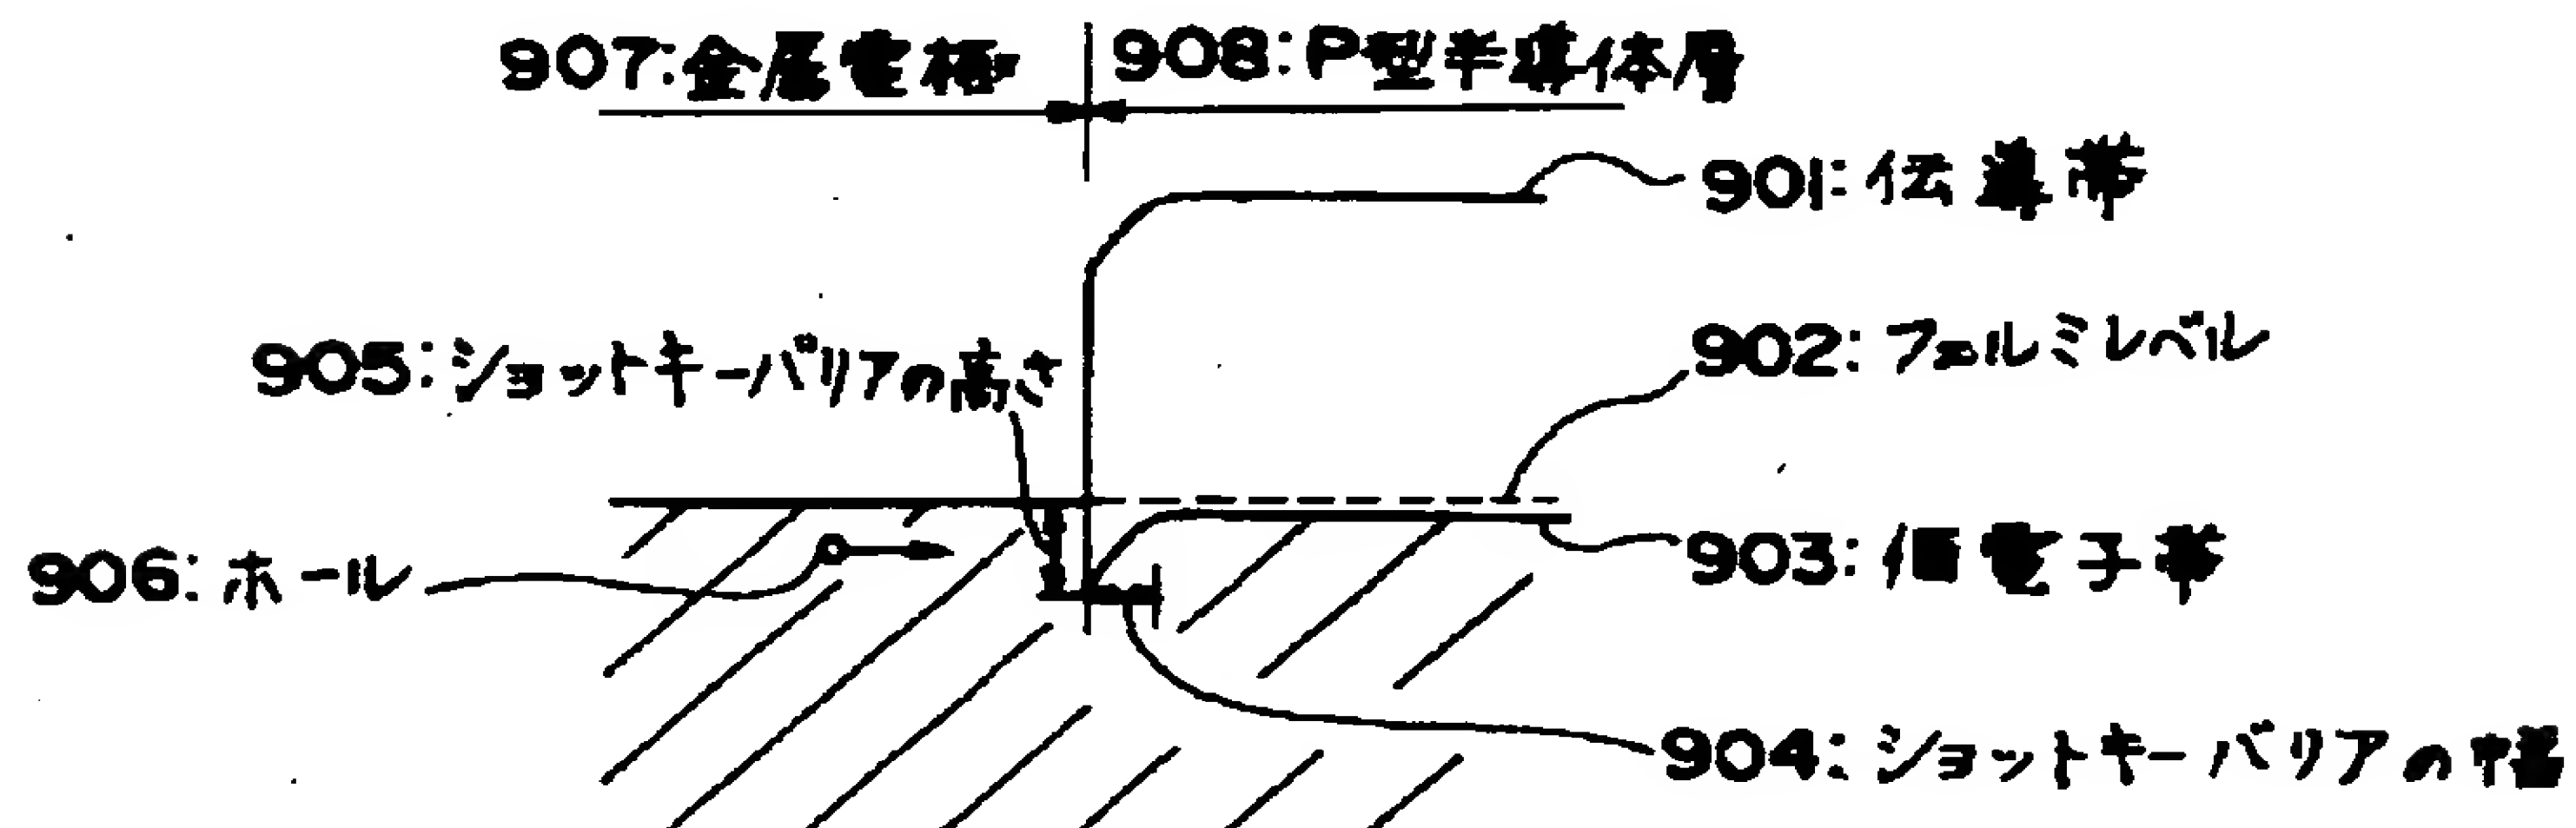 907:金属電極
908:P型半導体層
901:伝導帯
905:ショットキーバリアの高さ
902:フェルミレベル
906:ホール
903:価電子帯
904:ショットキーバリアの幅